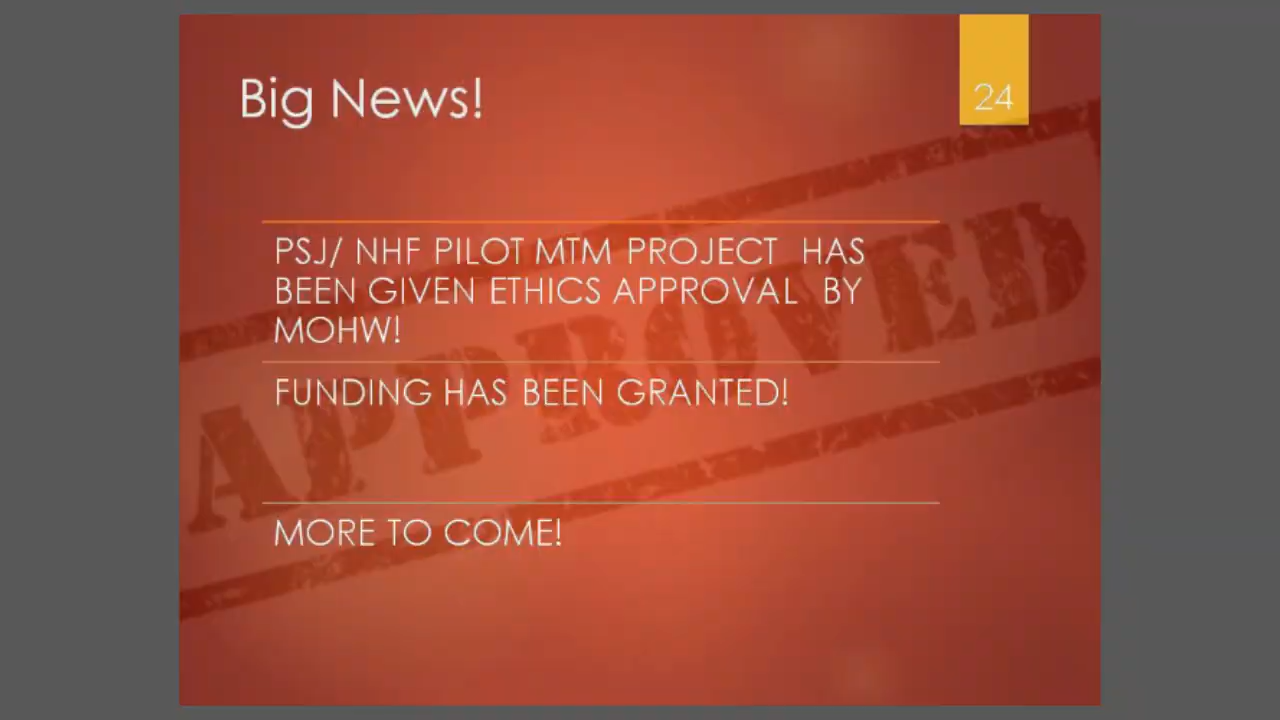 Big News!
24
PSJ/ NHF PILOT MTM PROJECT  HAS
BEEN GIVEN ETHICS APPROVAL  BY
MOHW!
FUNDING HAS BEEN GRANTED!
MORE TO COME!
APPROVED